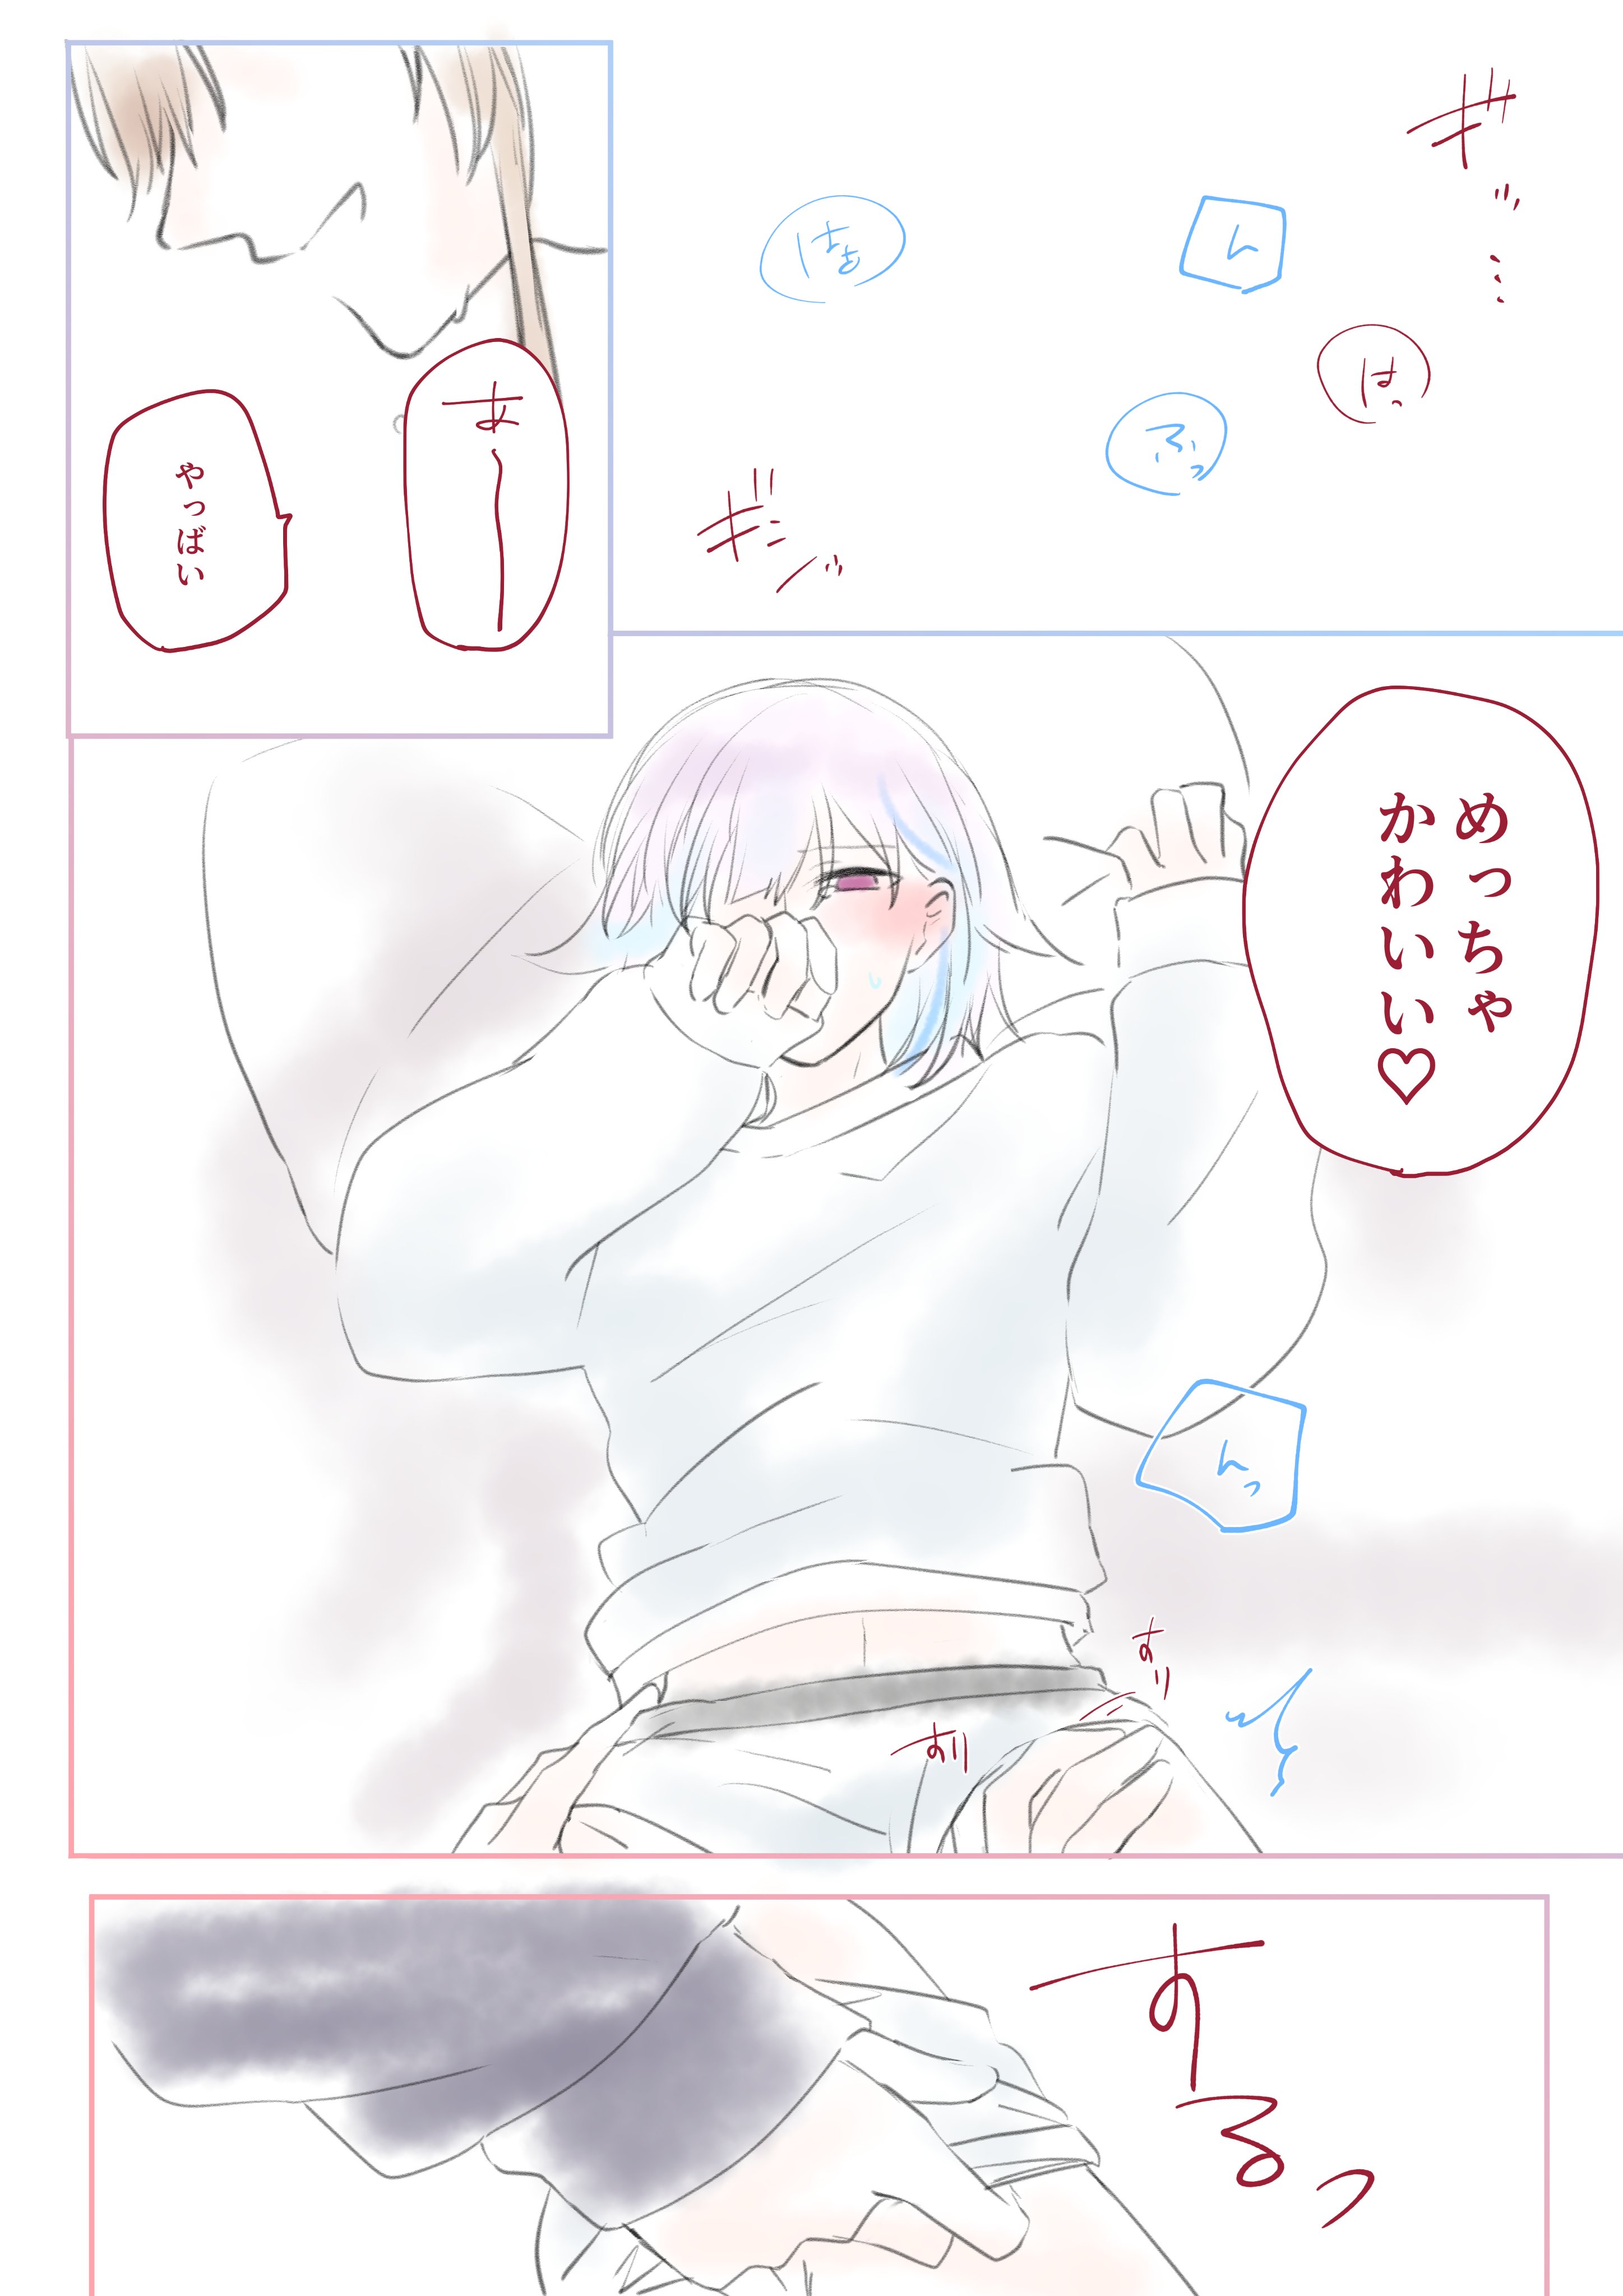 ギッ…
ん
はっ
ふっ
はぁ
ギシッ
あ〜
やっばい
めっちゃ
かわいい♡
んっ
すり
すり
するっ